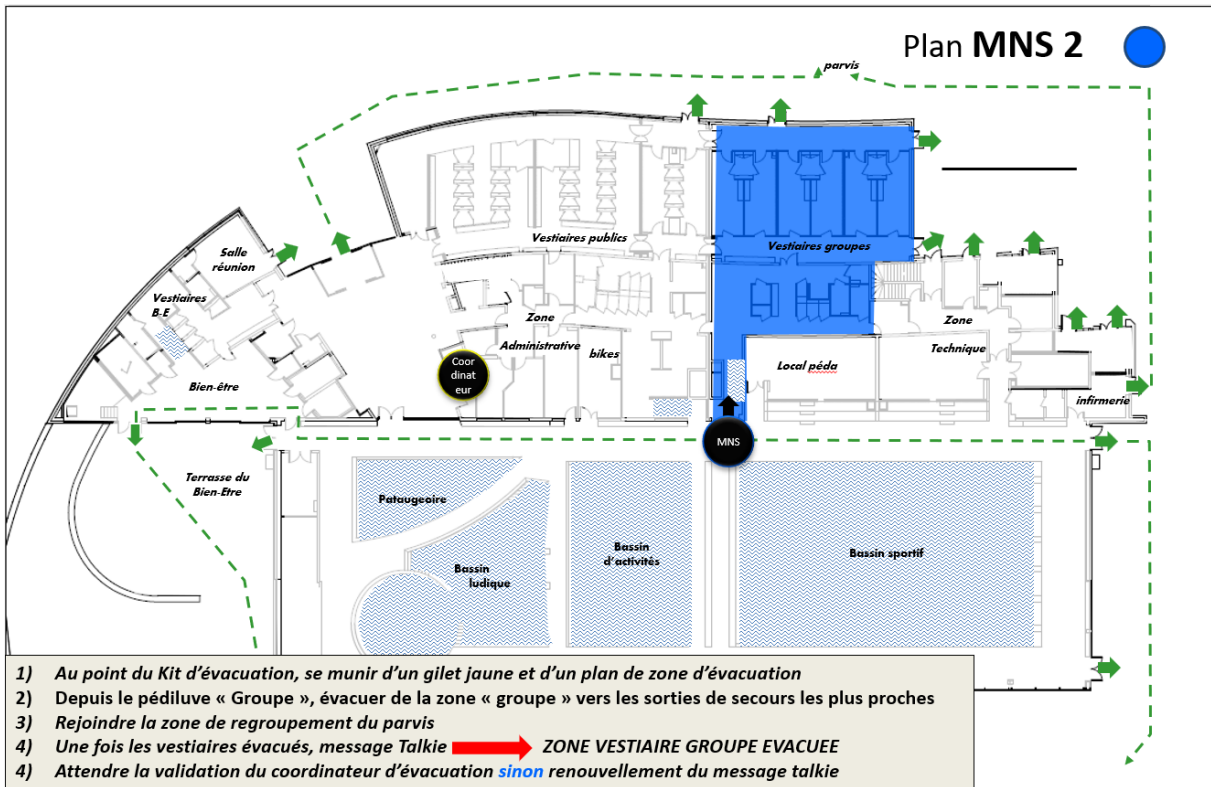 Plan MNS 2
parvis
Vestiaires publics
Vestiaires groupes
Salle
réunion
Vestiaires
B-E
Zone
Administrative
bikes
Zone
Technique
Coor
dinat
eur
Local péda
Bien-être
infirmerie
MNS
Terrasse du
Bien-Etre
Pataugeoire
Bassin
ludique
Bassin
d'activités
Bassin sportif
1) Au point du Kit d'évacuation, se munir d'un gilet jaune et d'un plan de zone d'évacuation
2) Depuis le pédiluve « Groupe », évacuer de la zone « groupe » vers les sorties de secours les plus proches
3) Rejoindre la zone de regroupement du parvis
4) Une fois les vestiaires évacués, message Talkie ZONE VESTIAIRE GROUPE EVACUEE
4) Attendre la validation du coordinateur d'évacuation sinon renouvellement du message talkie